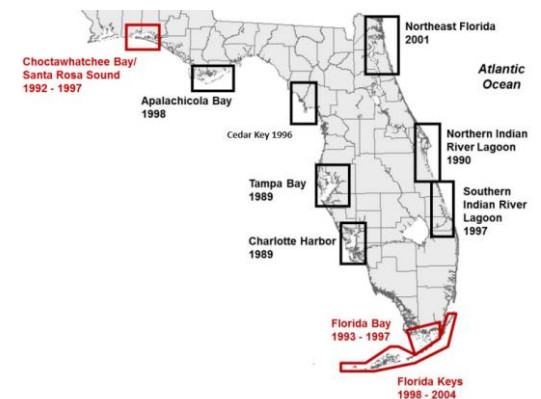 Northeast Florida
2001
Choctawhatchee Bay/
Santa Rosa Sound
1992 - 1997
Atlantic
Ocean
Apalachicola Bay
1998
Cedar Key 1996
Northern Indian
River Lagoon
1990
Tampa Bay
1989
Southern
Indian River
Lagoon
1997
Charlotte Harbor
1989
Florida Bay
1993 - 1997
Florida Keys
1998 - 2004